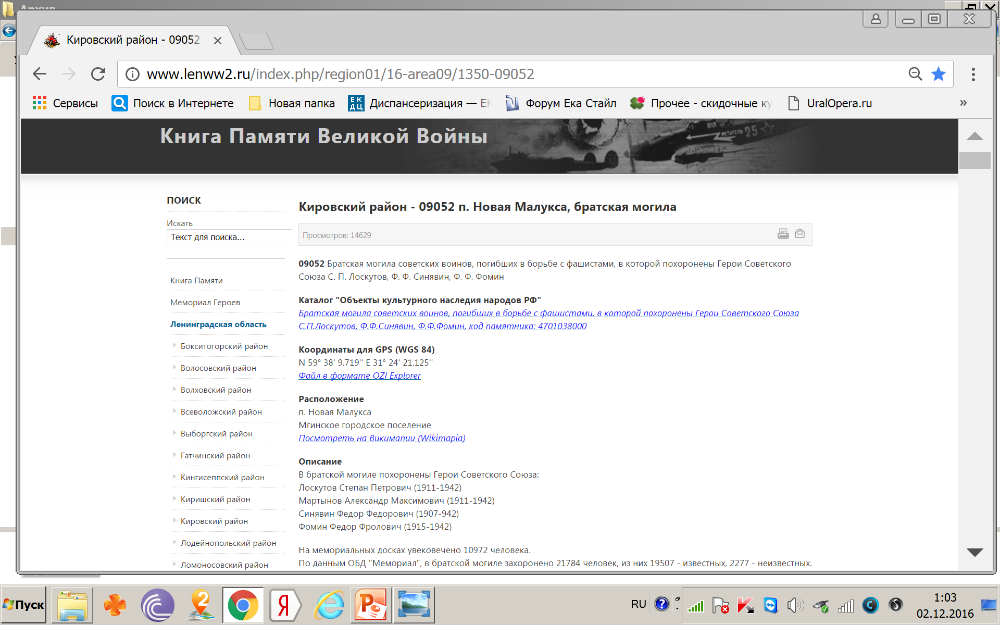 Архив
Кировский район - 09052
www.lenww2.ru/index.php/region01/16-area09/1350-09052
Сервисы Поиск в Интернете Новая папка ЕК ДЦ Диспансеризация — ЕК Форум Ека Стайл Прочее - скидочные ку UralOpera.ru »
Книга Памяти Великой Войны
25
ПОИСК
Искать
Текст для поиска...
Книга Памяти
Мемориал Героев
Ленинградская область
Бокситогорский район
Волосовский район
Волховский район
Всеволожский район
Выборгский район
Гатчинский район
Кингисеппский район
Киришский район
Кировский район
Лодейнопольский район
Ломоносовский район
Кировский район - 09052 п. Новая Малукса, братская могила
Просмотров: 14629
09052 Братская могила советских воинов, погибших в борьбе с фашистами, в которой похоронены Герои Советского
Союза С. П. Лоскутов, Ф. Ф. Синявин, Ф. Ф. Фомин
Каталог "Объекты культурного наследия народов РФ"
Братская могила советских воинов, погибших в борьбе с фашистами, в которой похоронены Герои Советского Союза
С.П.Лоскутов, Ф.Ф.Синявин, Ф.Ф.Фомин, код памятника: 4701038000
Координаты для GPS (WGS 84)
N 59° 38' 9.719'' E 31° 24' 21.125''
Файл в формате OZI Explorer
Расположение
п. Новая Малукса
Мгинское городское поселение
Посмотреть на Викимапии (Wikimapia)
Описание
В братской могиле похоронены Герои Советского Союза:
Лоскутов Степан Петрович (1911-1942)
Мартынов Александр Максимович (1911-1942)
Синявин Федор Федорович (1907-942)
Фомин Федор Фролович (1915-1942)
На мемориальных досках увековечено 10972 человека.
По данным ОБД "Мемориал", в братской могиле захоронено 21784 человек, из них 19507 - известных, 2277 - неизвестных.
Пуск
2
Я
RU
1:03
02.12.2016